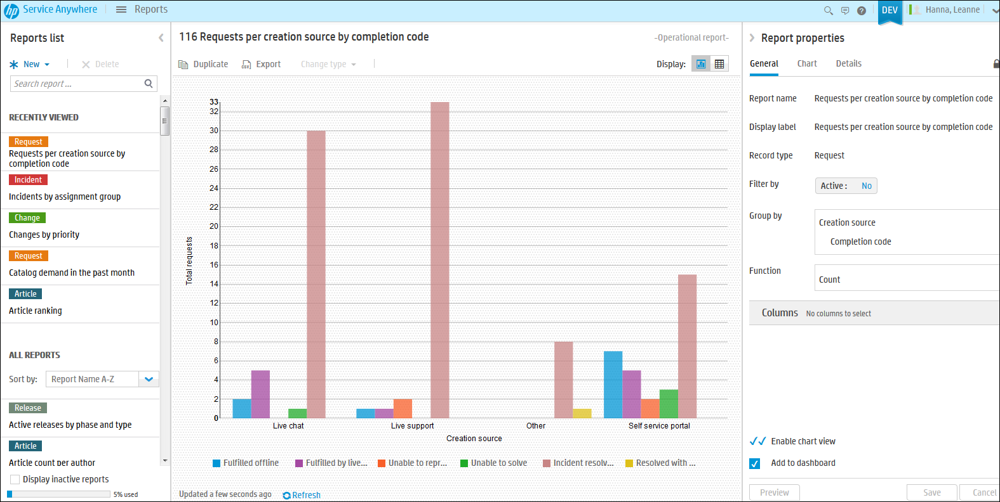 hp Service Anywhere Reports DEV Hanna, Leanne
Reports list
New Delete
Search report ...
RECENTLY VIEWED
Request
Requests per creation source by
completion code
Incident
Incidents by assignment group
Change
Changes by priority
Request
Catalog demand in the past month
Article
Article ranking
ALL REPORTS
Sort by: Report Name A-Z
Release
Active releases by phase and type
Article
Article count per author
Display inactive reports
5% used
116 Requests per creation source by completion code -Operational report-
Duplicate CSV Export Change type Display:
33
32
30
28
26
24
22
20
18
16
14
12
10
8
6
4
2
0
Total requests
Live chat Live support Other Self service portal
Creation source
Fulfilled offline Fulfilled by live... Unable to repr... Unable to solve Incident resolv... Resolved with ...
Updated a few seconds ago Refresh
Report properties
General Chart Details
Report name Requests per creation source by completion code
Display label Requests per creation source by completion code
Record type Request
Filter by Active : No
Group by Creation source
Completion code
Function Count
Columns No columns to select
Enable chart view
Add to dashboard
Preview Save Cancel